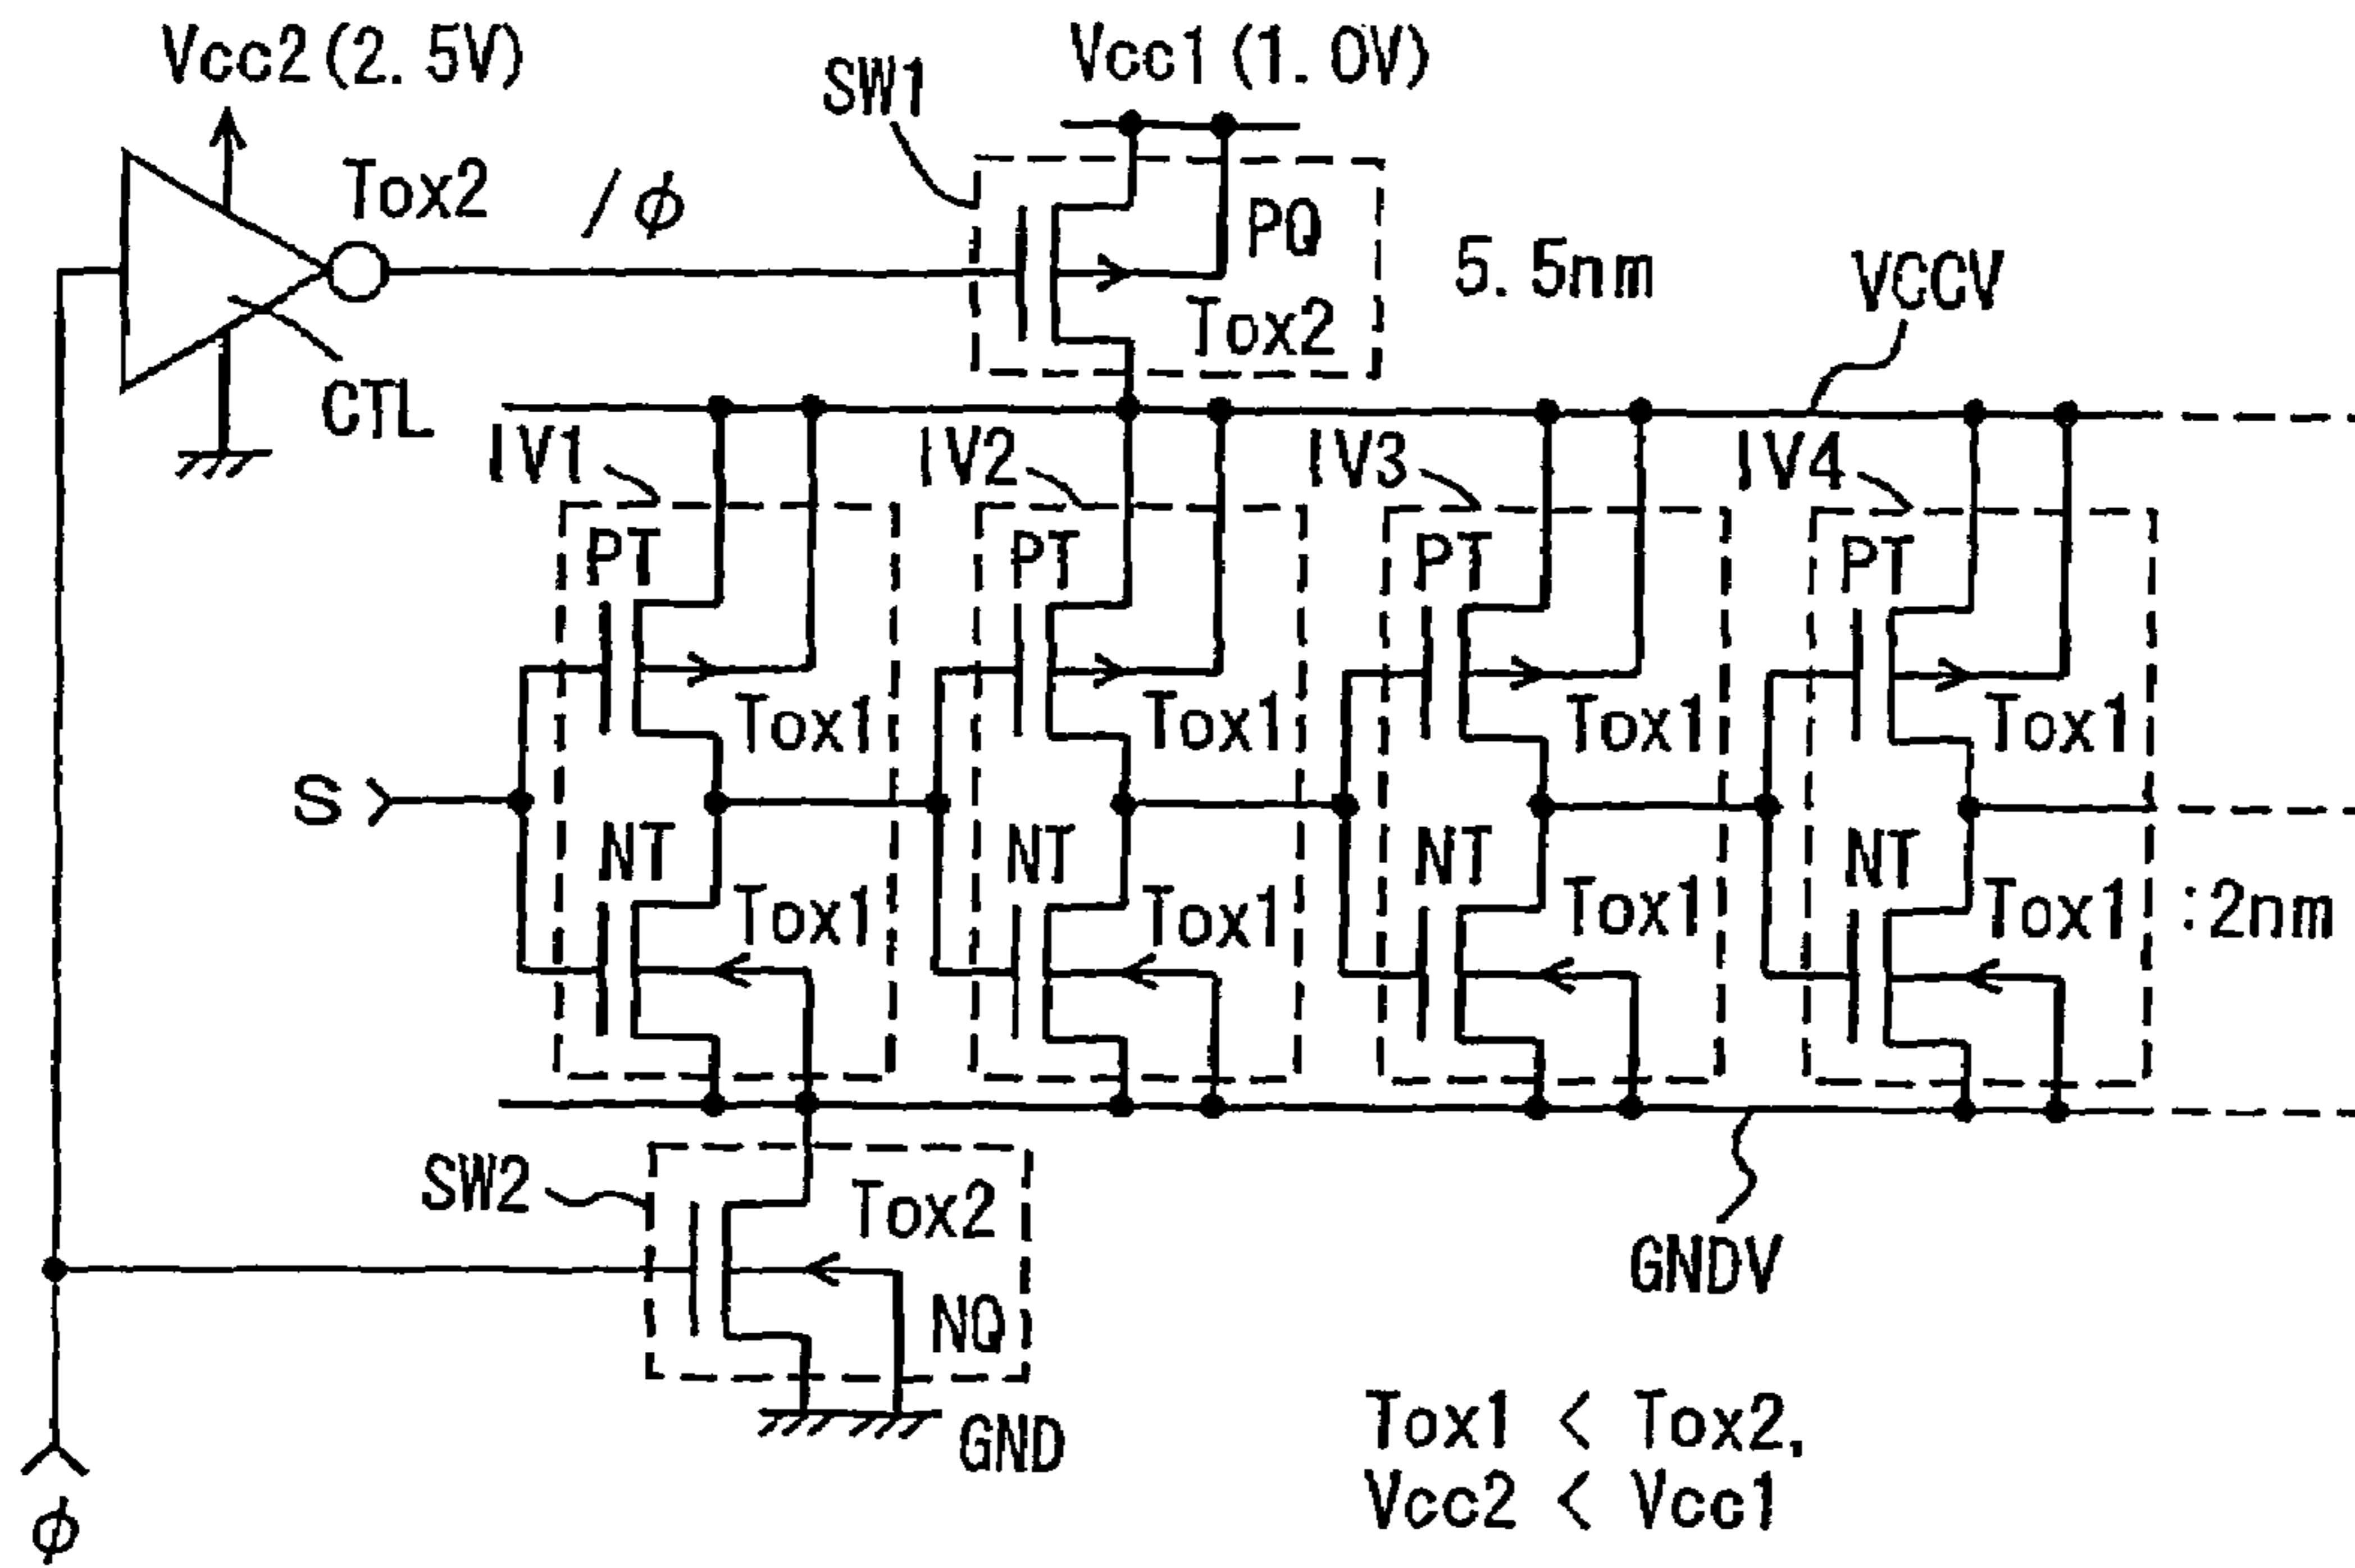 Vcc2(2. 5V)
SW1
Vcc1(1. 0V)
Tox2
/φ
PQ
5. 5nm
VCCV
Tox2
CTL
IV1
IV2
IV3
IV4
PT
PT
PT
PT
Tox1
Tox1
Tox1
Tox1
S
NT
NT
NT
NT
Tox1
Tox1
Tox1
Tox1 :2nm
SW2
Tox2
GNDV
NQ
GND
Tox1 < Tox2,
Vcc2 < Vcc1
φ